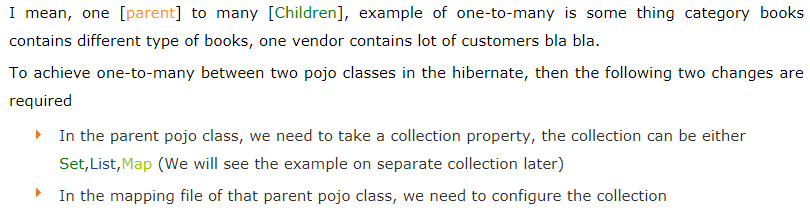 I mean, one [parent] to many [Children], example of one-to-many is some thing category books
contains different type of books, one vendor contains lot of customers bla bla.
To achieve one-to-many between two pojo classes in the hibernate, then the following two changes are
required
In the parent pojo class, we need to take a collection property, the collection can be either
Set,List,Map (We will see the example on separate collection later)
In the mapping file of that parent pojo class, we need to configure the collection